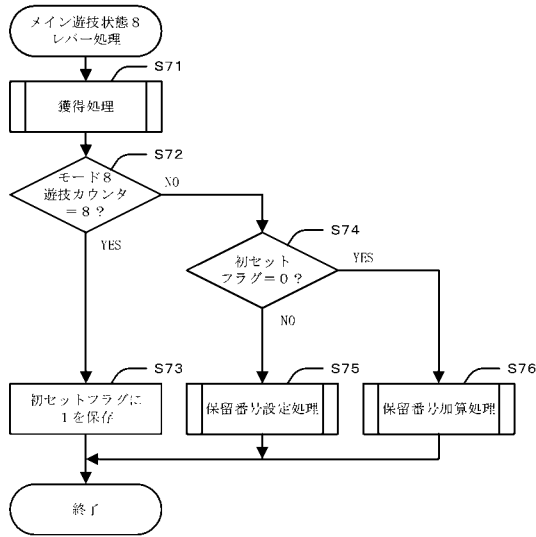 メイン遊技状態８
レバー処理
S71
獲得処理
S72
モード８
遊技カウンタ
＝８？
NO
YES
S74
初セット
フラグ＝０？
YES
NO
S73
初セットフラグに
１を保存
S75
保留番号設定処理
S76
保留番号加算処理
終了